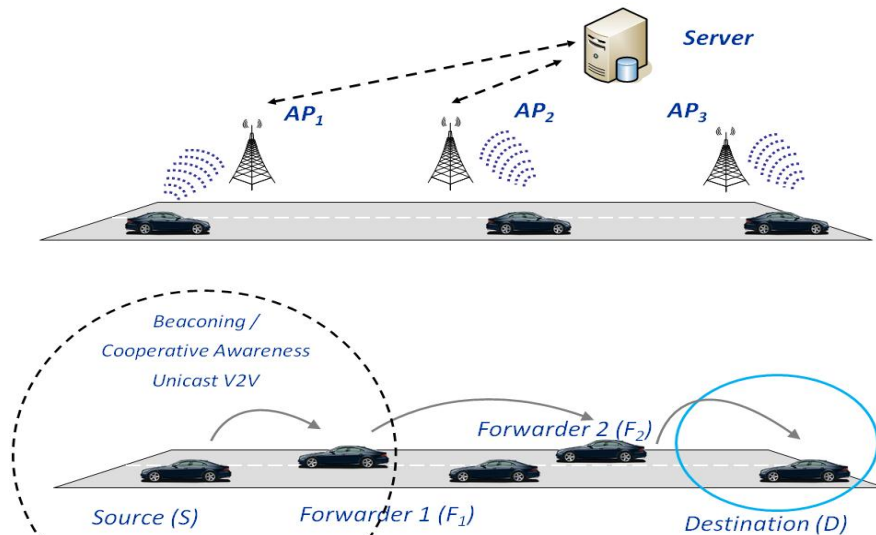 Server
AP₁
AP₂
AP₃
Beaconing /
Cooperative Awareness
Unicast V2V
Forwarder 2 (F₂)
Source (S)
Forwarder 1 (F₁)
Destination (D)